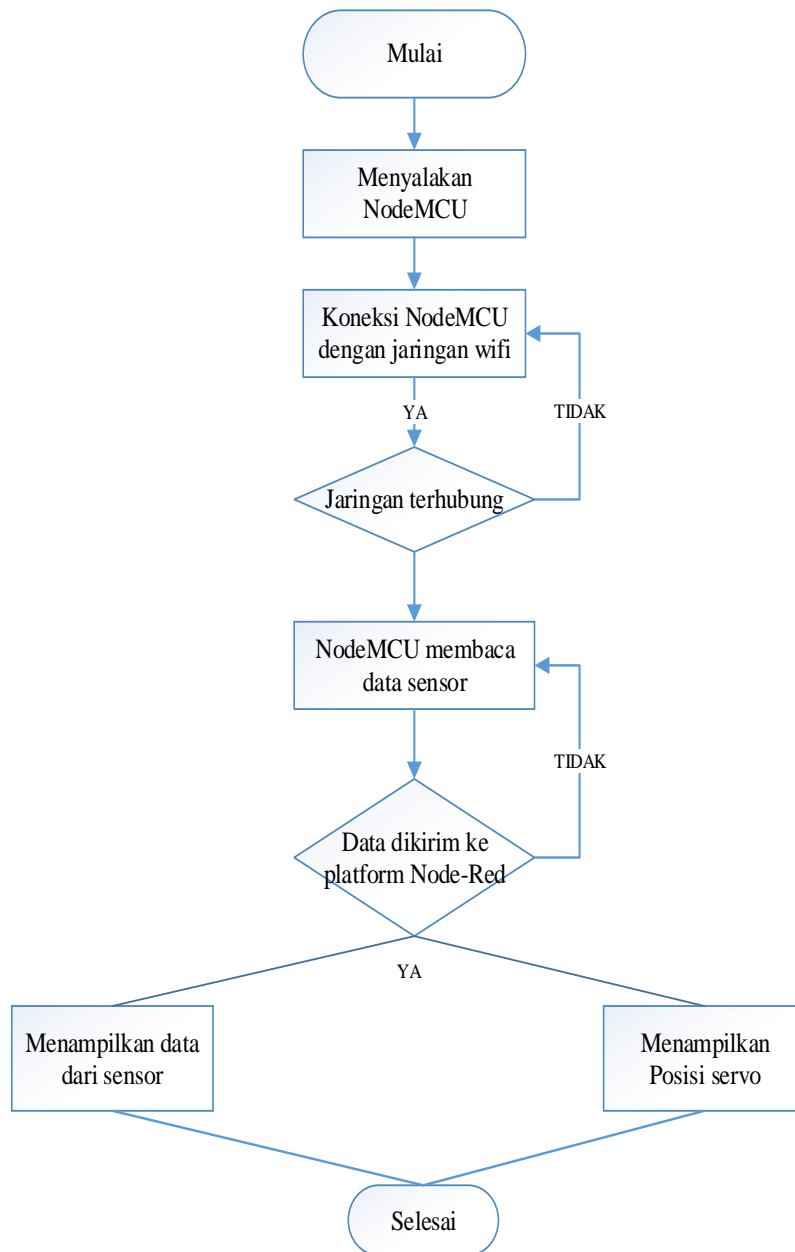 Mulai
Menyalakan
NodeMCU
Koneksi NodeMCU
dengan jaringan wifi
YA
TIDAK
Jaringan terhubung
NodeMCU membaca
data sensor
TIDAK
Data dikirim ke
platform Node-Red
YA
Menampilkan data
dari sensor
Menampilkan
Posisi servo
Selesai